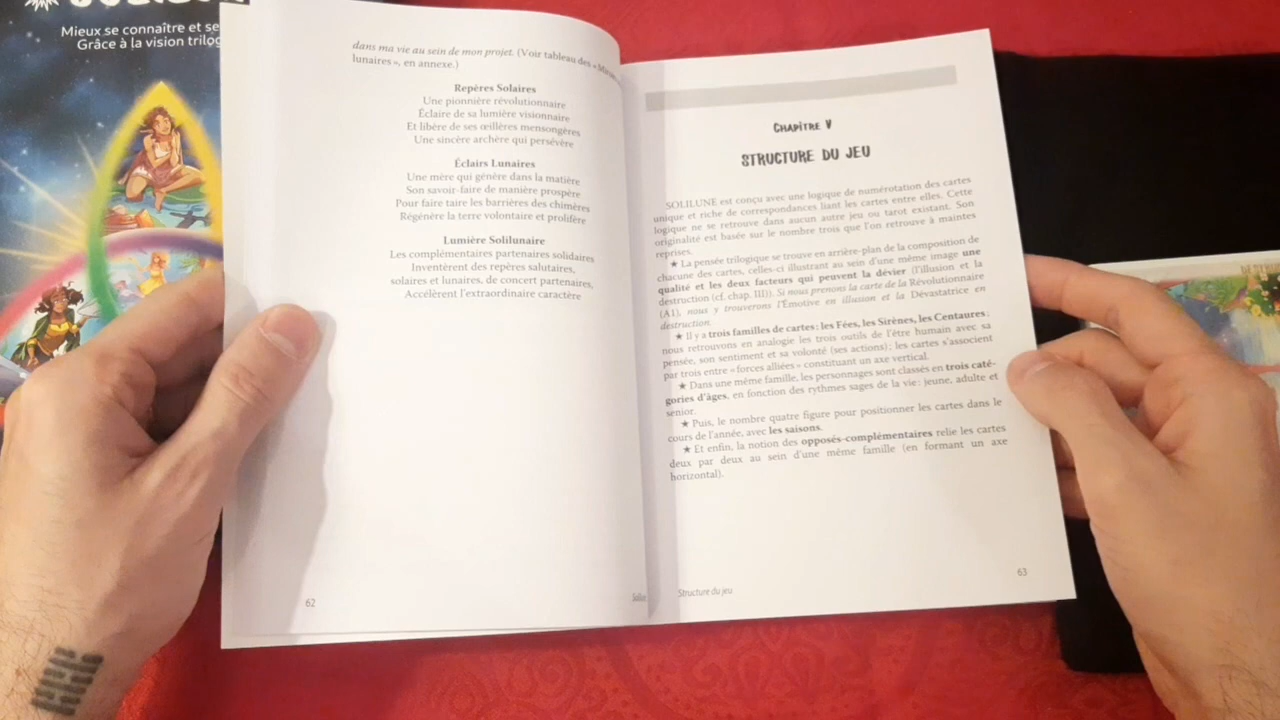 Mieux se connaître et se
Grâce à la vision trilog
dans ma vie au sein de mon projet. (Voir tableau des «
lunaires », en annexe.)
Repères Solaires
Une pionnière révolutionnaire
Éclaire de sa lumière visionnaire
Et libère de ses œillères mensongères
Une sincère archère qui persévère
Éclairs Lunaires
Une mère qui génère dans la matière
Son savoir-faire de manière prospère
Pour faire taire les barrières des chimères
Régénère la terre volontaire et prolifère
Lumière Solilunaire
Les complémentaires partenaires solidaires
Inventèrent des repères salutaires,
solaires et lunaires, de concert partenaires,
Accélèrent l'extraordinaire caractère
62
CHAPITRE V
STRUCTURE DU JEU
SOLILUNE est conçu avec une logique de numérotation des cartes
unique et riche de correspondances liant les cartes entre elles. Cette
logique ne se retrouve dans aucun autre jeu ou tarot existant. Son
originalité est basée sur le nombre trois que l'on retrouve à maintes
reprises.
★ La pensée trilogique se trouve en arrière-plan de la composition de
chacune des cartes, celles-ci illustrant au sein d'une même image une
qualité et les deux facteurs qui peuvent la dévier (l'illusion et la
destruction (cf. chap. III)). Si nous prenons la carte de la Révolutionnaire
(A1), nous y trouverons l'Émotive en illusion et la Dévastatrice en
destruction.
★ Il y a trois familles de cartes : les Fées, les Sirènes, les Centaures ;
nous retrouvons en analogie les trois outils de l'être humain avec sa
pensée, son sentiment et sa volonté (ses actions) ; les cartes s'associent
par trois entre « forces alliées » constituant un axe vertical.
★ Dans une même famille, les personnages sont classés en trois caté-
gories d'âges, en fonction des rythmes sages de la vie : jeune, adulte et
senior.
★ Puis, le nombre quatre figure pour positionner les cartes dans le
cours de l'année, avec les saisons.
★ Et enfin, la notion des opposés-complémentaires relie les cartes
deux par deux au sein d'une même famille (en formant un axe
horizontal).
Structure du jeu
63